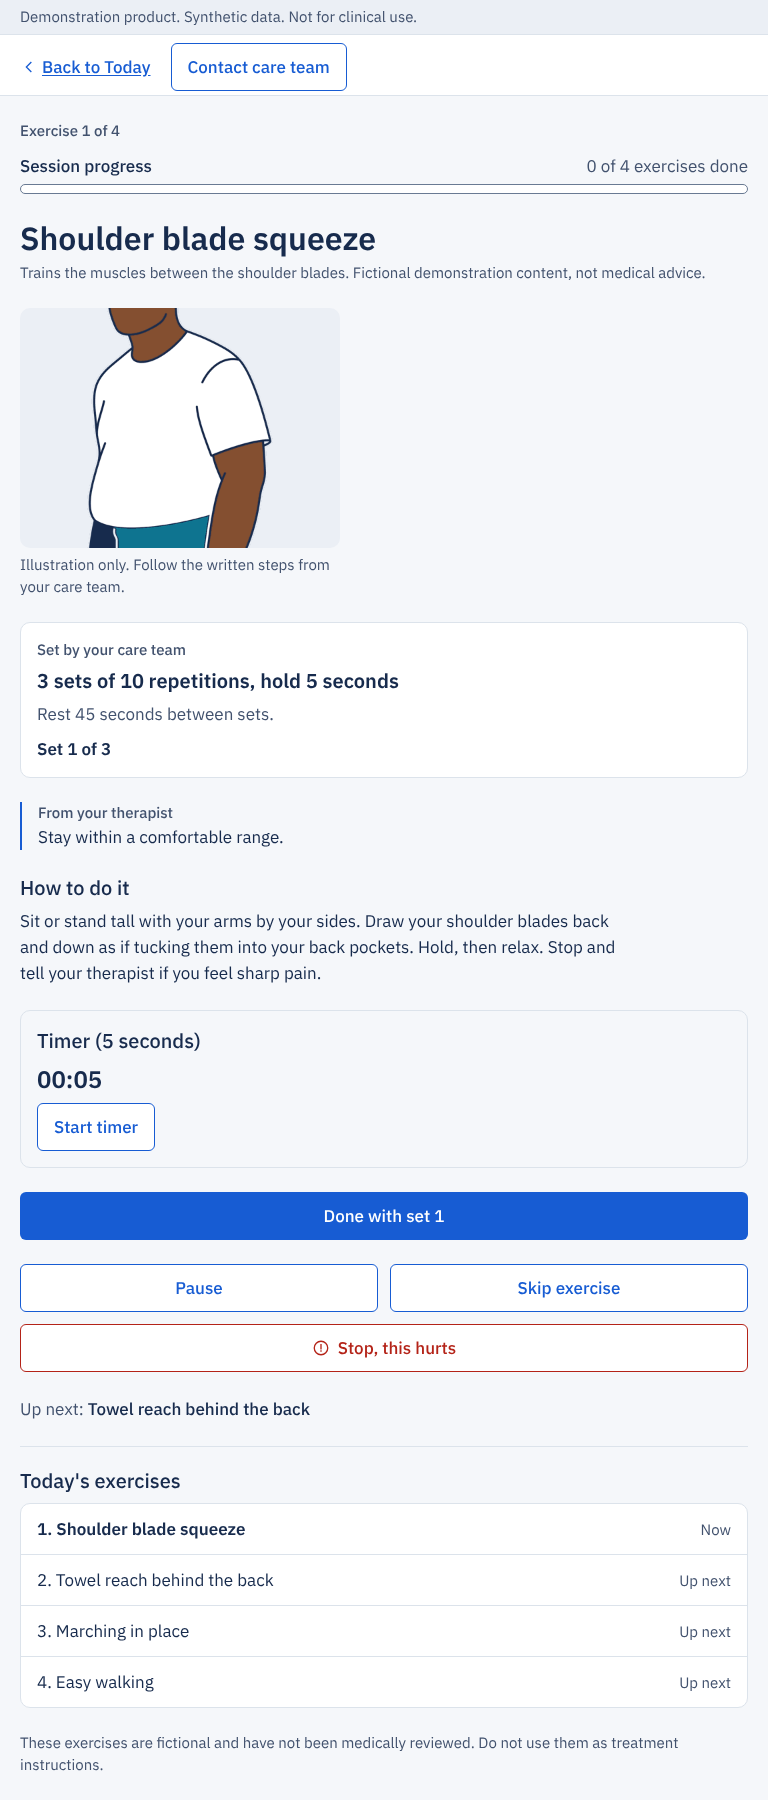 Demonstration product. Synthetic data. Not for clinical use.
Back to Today
Contact care team
Exercise 1 of 4
Session progress
0 of 4 exercises done
Shoulder blade squeeze
Trains the muscles between the shoulder blades. Fictional demonstration content, not medical advice.
Illustration only. Follow the written steps from
your care team.
Set by your care team
3 sets of 10 repetitions, hold 5 seconds
Rest 45 seconds between sets.
Set 1 of 3
From your therapist
Stay within a comfortable range.
How to do it
Sit or stand tall with your arms by your sides. Draw your shoulder blades back
and down as if tucking them into your back pockets. Hold, then relax. Stop and
tell your therapist if you feel sharp pain.
Timer (5 seconds)
00:05
Start timer
Done with set 1
Pause
Skip exercise
Stop, this hurts
Up next: Towel reach behind the back
Today's exercises
1. Shoulder blade squeeze
Now
2. Towel reach behind the back
Up next
3. Marching in place
Up next
4. Easy walking
Up next
These exercises are fictional and have not been medically reviewed. Do not use them as treatment
instructions.